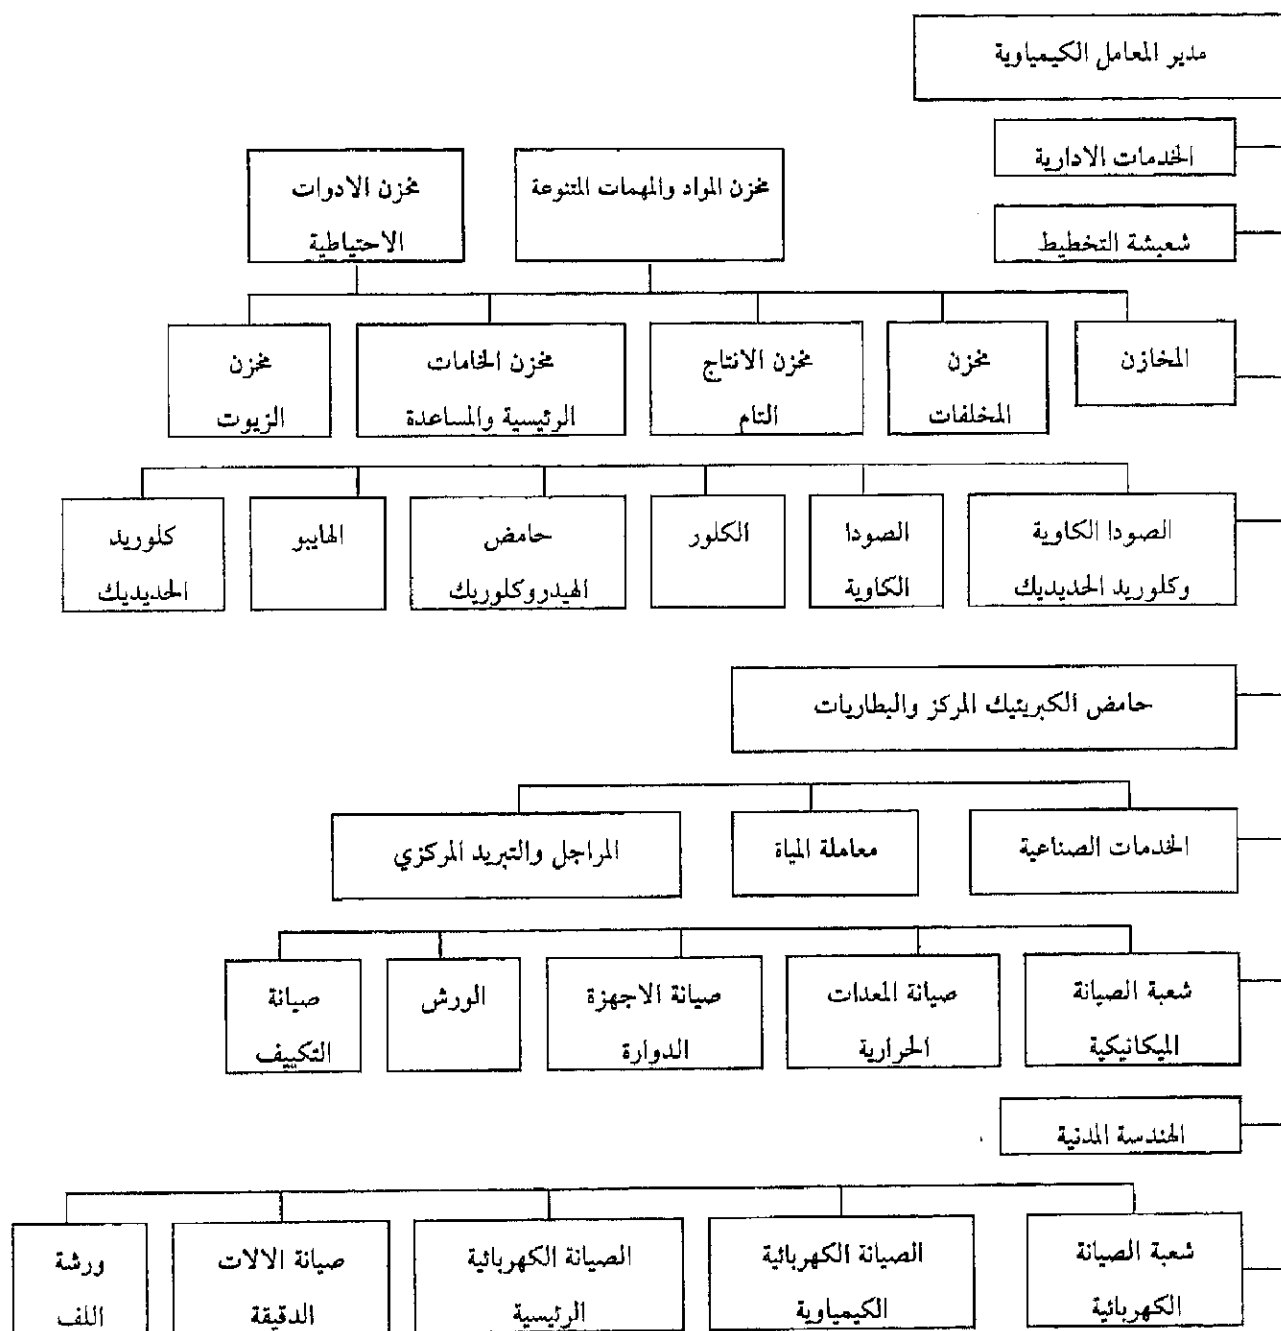 مدير المعامل الكيمياوية
الخدمات الادارية
مخزن المواد والمهمات المتنوعة
مخزن الادوات
الاحتياطية
شعبشة التخطيط
المخازن
مخزن
المخلفات
مخزن الانتاج
التام
مخزن الخامات
الرئيسية والمساعدة
مخزن
الزيوت
الصودا الكاوية
وكلوريد الحديديك
الصودا
الكاوية
الكلور
حامض
الهيدروكلوريك
الهايبو
كلوريد
الحديديك
حامض الكبريتيك المركز والبطاريات
الخدمات الصناعية
معاملة المياة
المراجل والتبريد المركزي
شعبة الصيانة
الميكانيكية
صيانة المعدات
الحرارية
صيانة الاجهزة
الدوارة
الورش
صيانة
التكييف
الهندسة المدنية
شعبة الصيانة
الكهربائية
الصيانة الكهربائية
الكيمياوية
الصيانة الكهربائية
الرئيسية
صيانة الالات
الدقيقة
ورشة
اللف